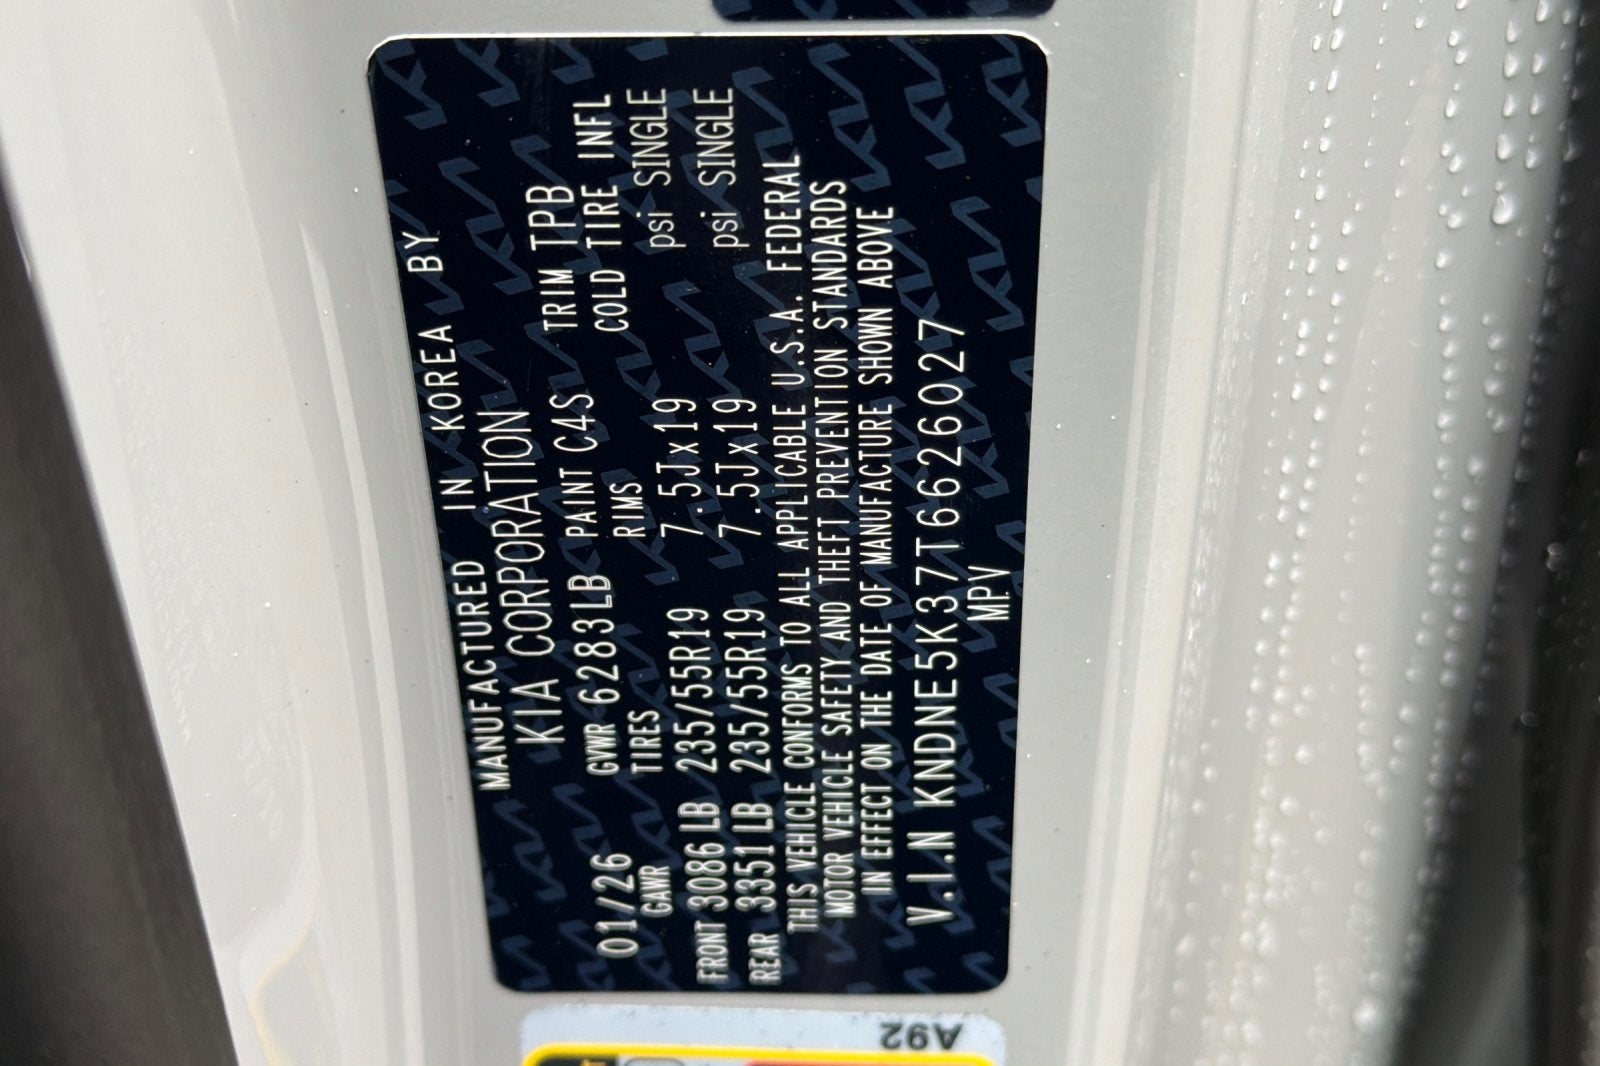 MANUFACTURED IN KOREA BY
KIA CORPORATION
01/26 GVWR 6283LB PAINT C4S TRIM TPB
GAWR TIRES RIMS COLD TIRE INFL
FRONT 3086LB 235/55R19 7.5Jx19 psi SINGLE
REAR 3351LB 235/55R19 7.5Jx19 psi SINGLE
THIS VEHICLE CONFORMS TO ALL APPLICABLE U.S.A. FEDERAL
MOTOR VEHICLE SAFETY AND THEFT PREVENTION STANDARDS
IN EFFECT ON THE DATE OF MANUFACTURE SHOWN ABOVE
V.I.N KNDNE5K37T6626027
MPV
A92